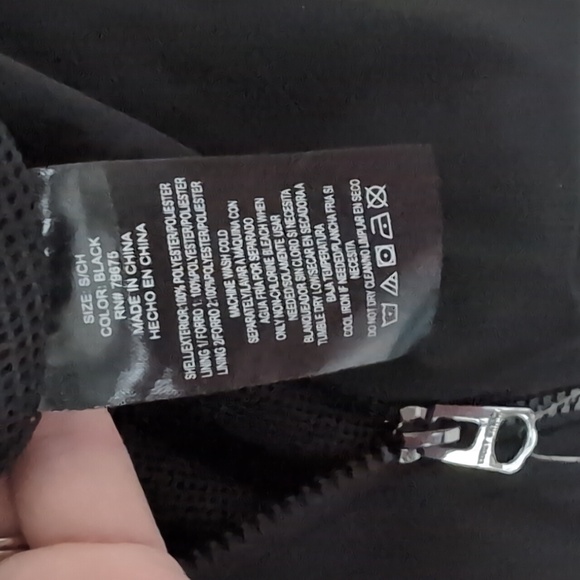 SIZE: S/CH
COLOR: BLACK
RN# 79675
MADE IN CHINA
HECHO EN CHINA
SHELL/EXTERIOR:100% POLYESTER/POLIESTER
LINING 1/ FORRO 1: 100%POLYESTER/POLIESTER
LINING 2/FORRO 2:100%POLYESTER/POLIESTER
MACHINE WASH COLD
SEPARATELY/LAVAR A MAQUINA CON
AGUA FRIA POR SEPARADO
ONLY NON-CALORINE BLEACH WHEN
NEEDED/SOLAMENTE USAR
BLANQUEADOR SIN CLORO SI NECESITA
TUMBLE DRY LOW/SECAR EN SECADORA A
BAJA TEMPERATURA
COOL IRON IF NEEDED/PLANCHA FRIA SI
NECESITA
DO NOT DRY CLEAN/NO LIMPIAR EN SECO